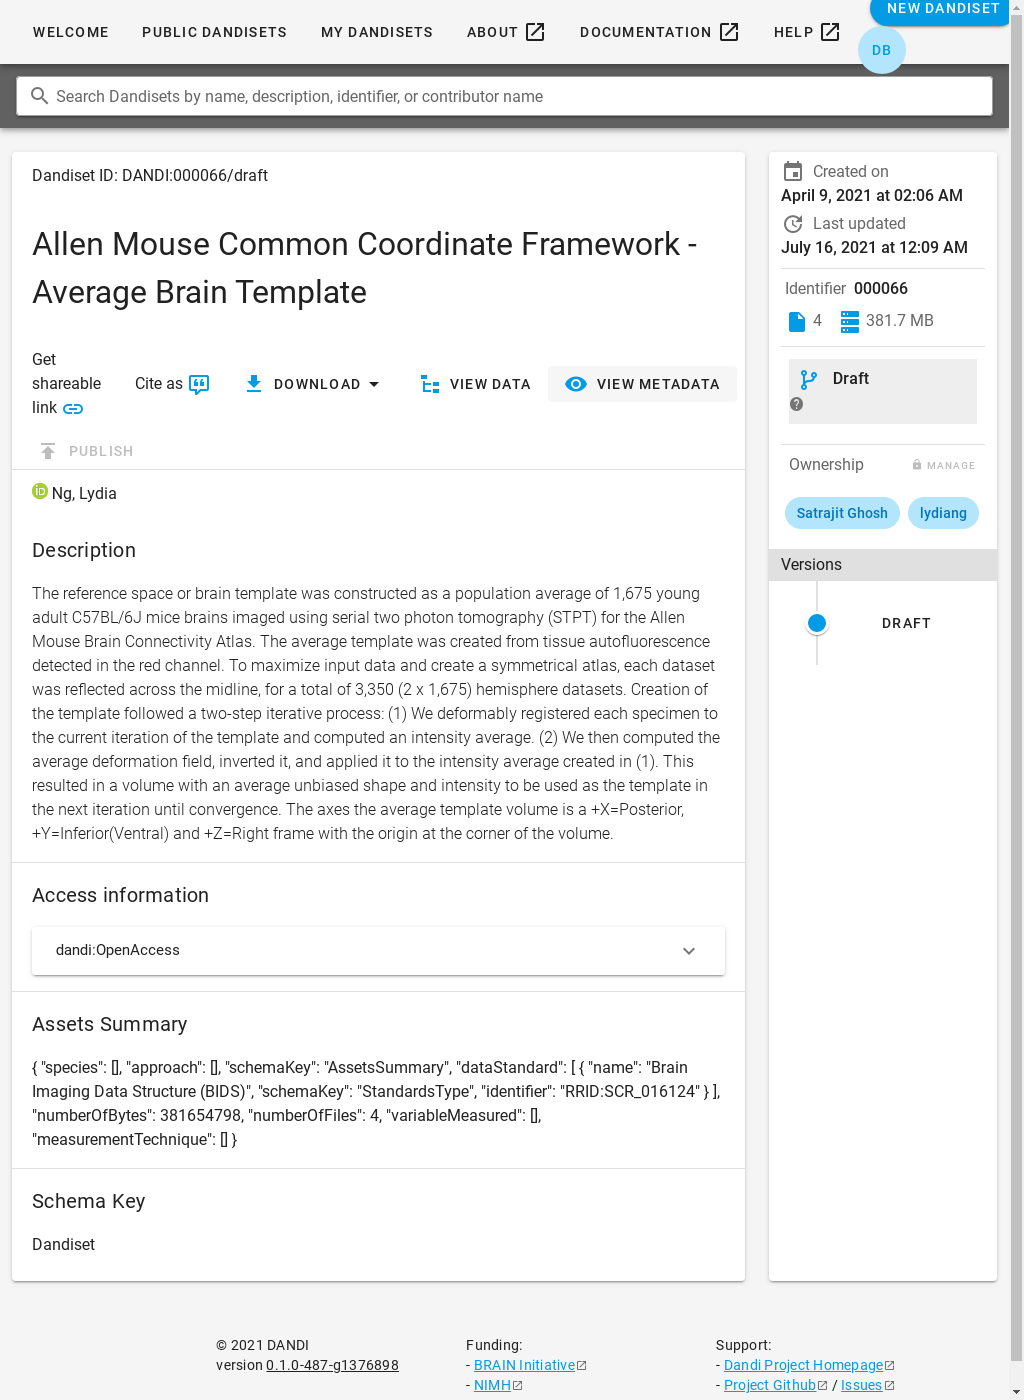 WELCOME
PUBLIC DANDISETS
MY DANDISETS
ABOUT
DOCUMENTATION
HELP
NEW DANDISET
DB
Search Dandisets by name, description, identifier, or contributor name
Dandiset ID: DANDI:000066/draft
Allen Mouse Common Coordinate Framework -
Average Brain Template
Get
shareable
link
Cite as
DOWNLOAD
VIEW DATA
VIEW METADATA
PUBLISH
Ng, Lydia
Description
The reference space or brain template was constructed as a population average of 1,675 young
adult C57BL/6J mice brains imaged using serial two photon tomography (STPT) for the Allen
Mouse Brain Connectivity Atlas. The average template was created from tissue autofluorescence
detected in the red channel. To maximize input data and create a symmetrical atlas, each dataset
was reflected across the midline, for a total of 3,350 (2 x 1,675) hemisphere datasets. Creation of
the template followed a two-step iterative process: (1) We deformably registered each specimen to
the current iteration of the template and computed an intensity average. (2) We then computed the
average deformation field, inverted it, and applied it to the intensity average created in (1). This
resulted in a volume with an average unbiased shape and intensity to be used as the template in
the next iteration until convergence. The axes the average template volume is a +X=Posterior,
+Y=Inferior(Ventral) and +Z=Right frame with the origin at the corner of the volume.
Access information
dandi:OpenAccess
Assets Summary
{ "species": [], "approach": [], "schemaKey": "AssetsSummary", "dataStandard": [ { "name": "Brain
Imaging Data Structure (BIDS)", "schemaKey": "StandardsType", "identifier": "RRID:SCR_016124" } ],
"numberOfBytes": 381654798, "numberOfFiles": 4, "variableMeasured": [],
"measurementTechnique": [] }
Schema Key
Dandiset
Created on
April 9, 2021 at 02:06 AM
Last updated
July 16, 2021 at 12:09 AM
Identifier 000066
4
381.7 MB
Draft
Ownership
MANAGE
Satrajit Ghosh
lydiang
Versions
DRAFT
© 2021 DANDI
version 0.1.0-487-g1376898
Funding:
- BRAIN Initiative
- NIMH
Support:
- Dandi Project Homepage
- Project Github / Issues